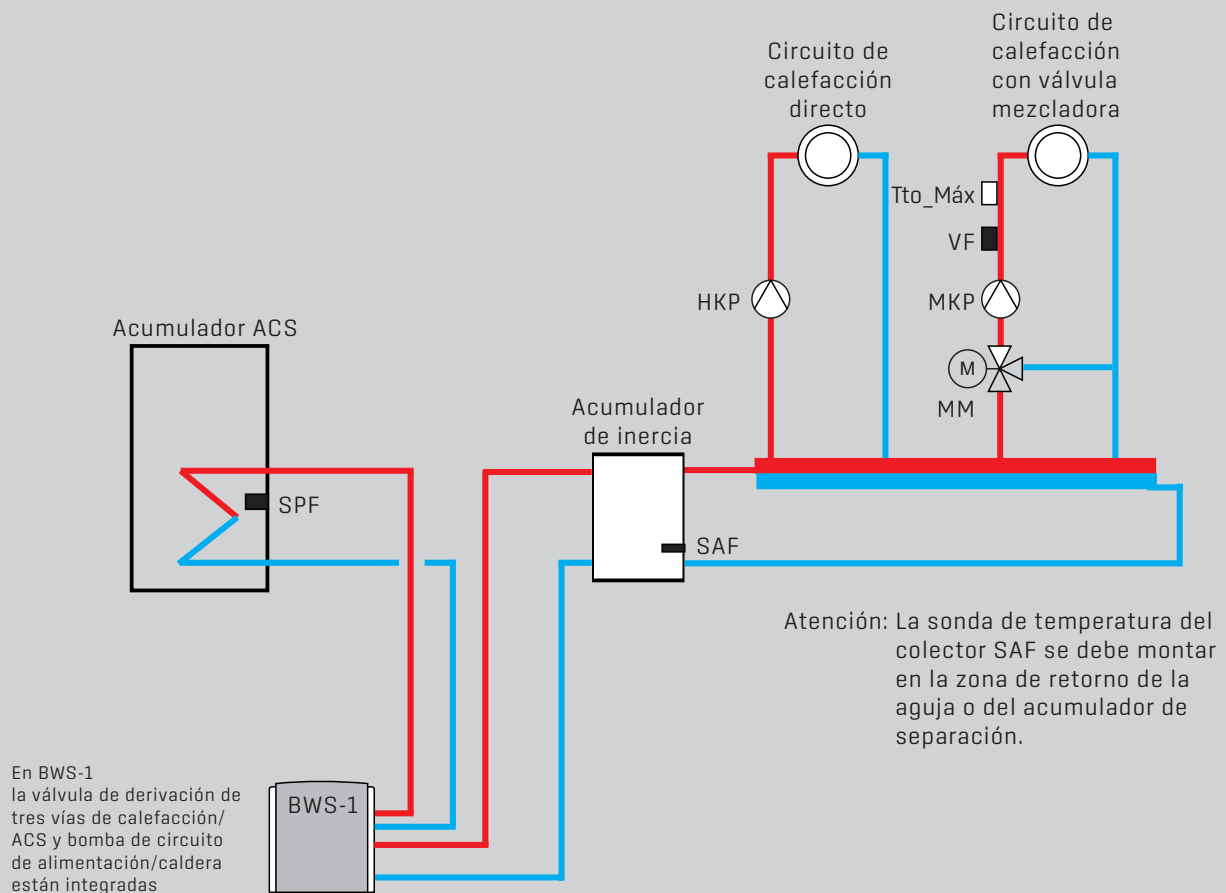 Circuito de
calefacción
directo
Circuito de
calefacción
con válvula
mezcladora
Tto_Máx
VF
HKP
MKP
M
MM
Acumulador ACS
SPF
Acumulador
de inercia
SAF
Atención: La sonda de temperatura del
colector SAF se debe montar
en la zona de retorno de la
aguja o del acumulador de
separación.
En BWS-1
la válvula de derivación de
tres vías de calefacción/
ACS y bomba de circuito
de alimentación/caldera
están integradas
BWS-1